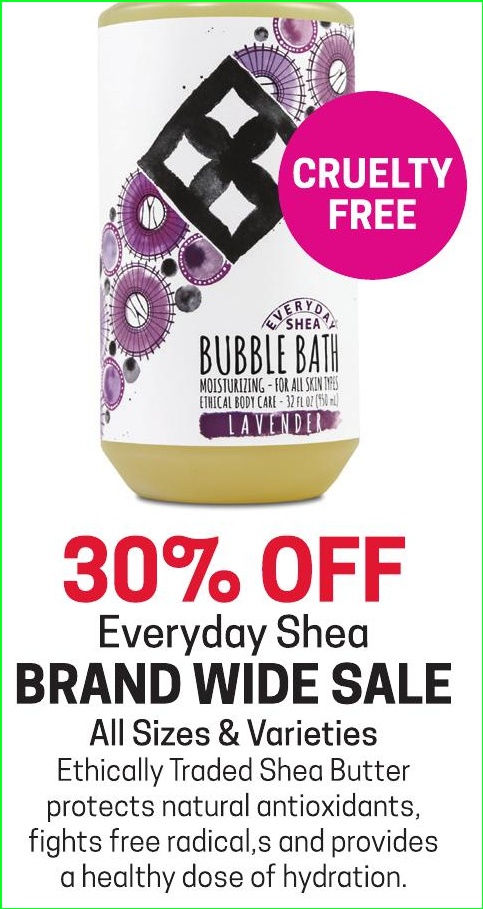 CRUELTY
FREE
EVERYDAY
SHEA
BUBBLE BATH
MOISTURIZING - FOR ALL SKIN TYPES
ETHICAL BODY CARE - 32 FL OZ (950 mL)
LAVENDER
30% OFF
Everyday Shea
BRAND WIDE SALE
All Sizes & Varieties
Ethically Traded Shea Butter
protects natural antioxidants,
fights free radical,s and provides
a healthy dose of hydration.